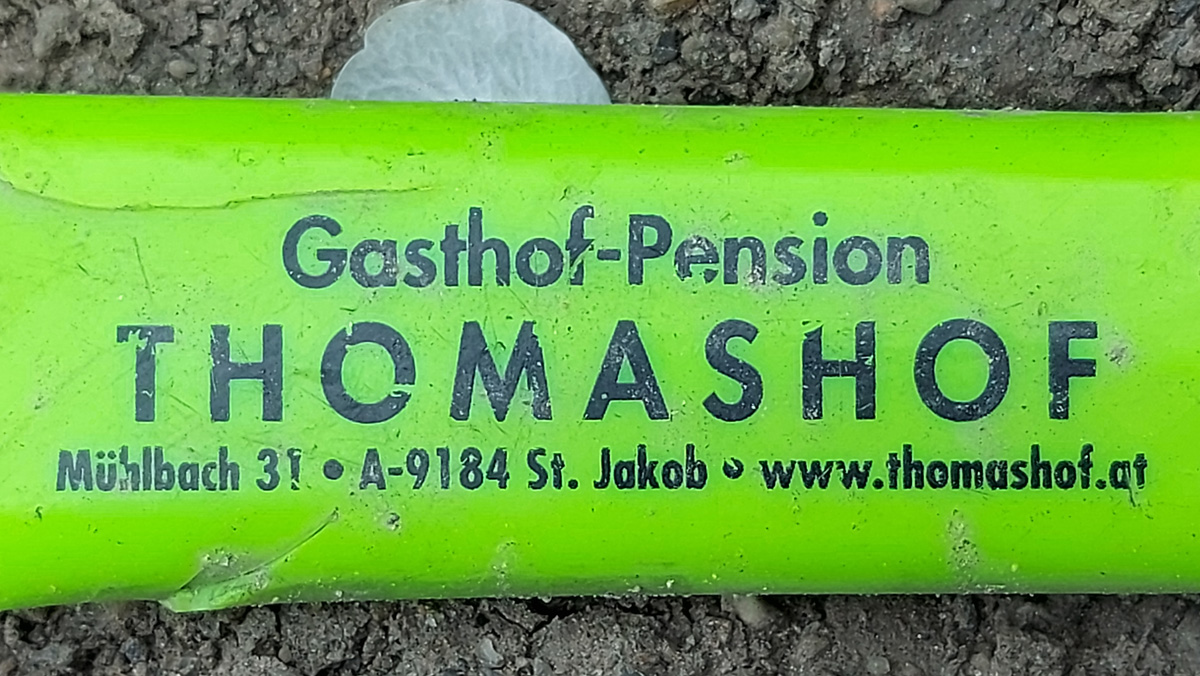 Gasthof-Pension
THOMASHOF
Mühlbach 31 • A-9184 St. Jakob • www.thomashof.at